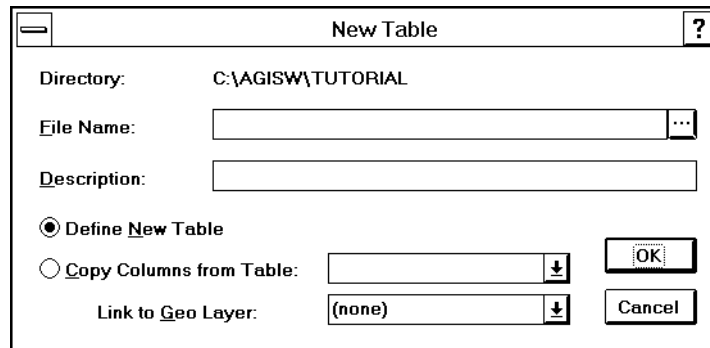 New Table
?
Directory: C:\AGISW\TUTORIAL
File Name: ...
Description:
Define New Table
Copy Columns from Table:
OK
Link to Geo Layer: (none)
Cancel